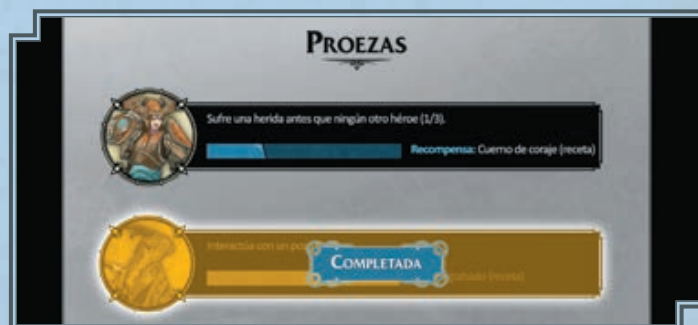 PROEZAS
Sufre una herida antes que ningún otro héroe (1/3).
Recompensa: Cuerno de coraje (receta)
Interactúa con un
COMPLETADA
grabado (receta)